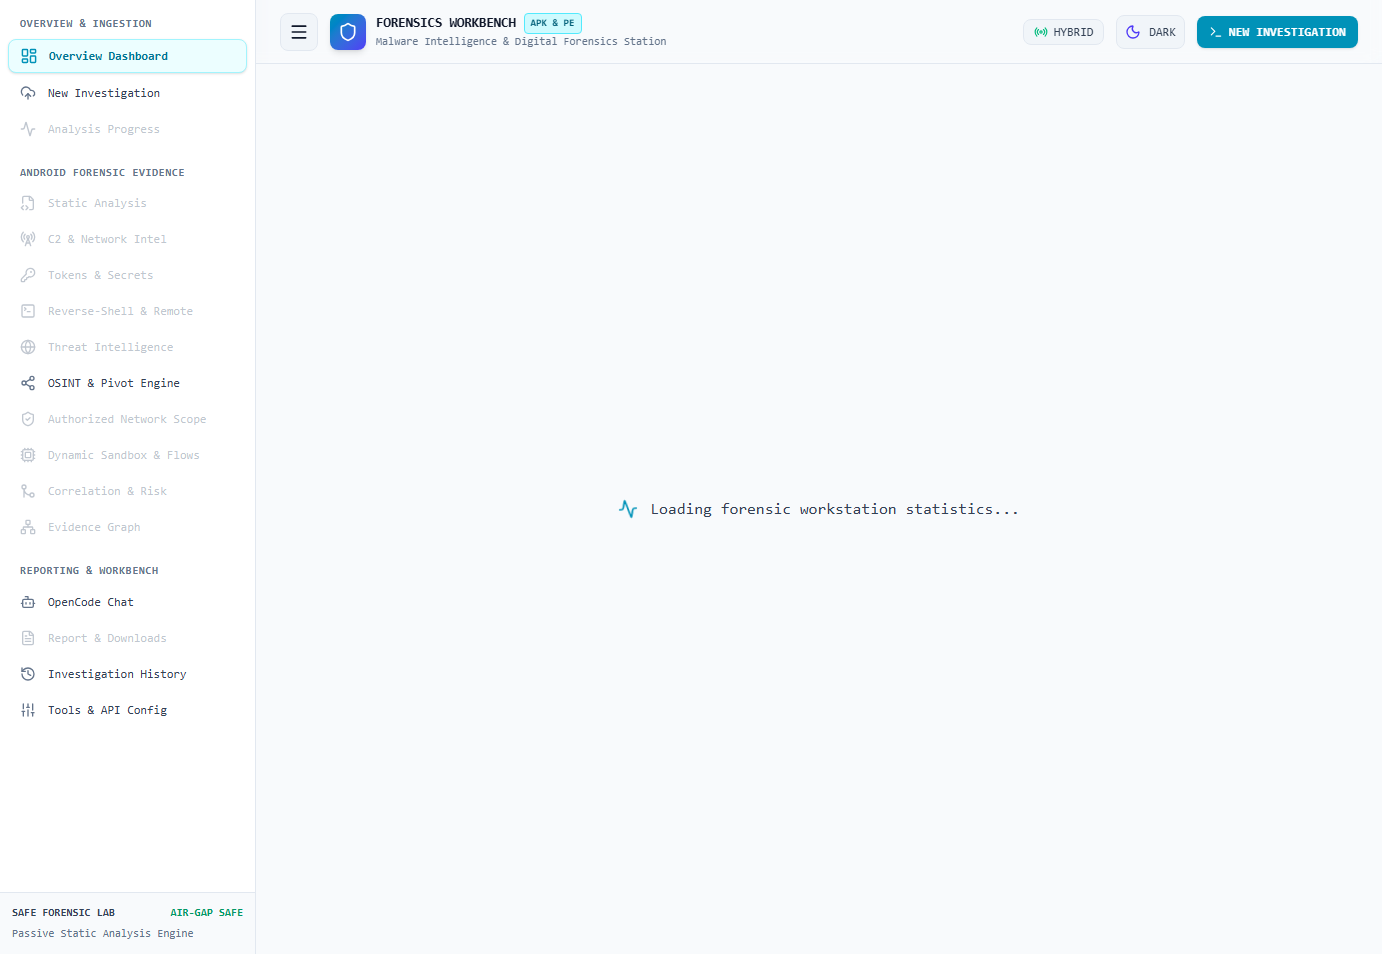 OVERVIEW & INGESTION
Overview Dashboard
New Investigation
Analysis Progress
ANDROID FORENSIC EVIDENCE
Static Analysis
C2 & Network Intel
Tokens & Secrets
Reverse-Shell & Remote
Threat Intelligence
OSINT & Pivot Engine
Authorized Network Scope
Dynamic Sandbox & Flows
Correlation & Risk
Evidence Graph
REPORTING & WORKBENCH
OpenCode Chat
Report & Downloads
Investigation History
Tools & API Config
SAFE FORENSIC LAB AIR-GAP SAFE
Passive Static Analysis Engine
FORENSICS WORKBENCH APK & PE
Malware Intelligence & Digital Forensics Station
HYBRID
DARK
NEW INVESTIGATION
Loading forensic workstation statistics...